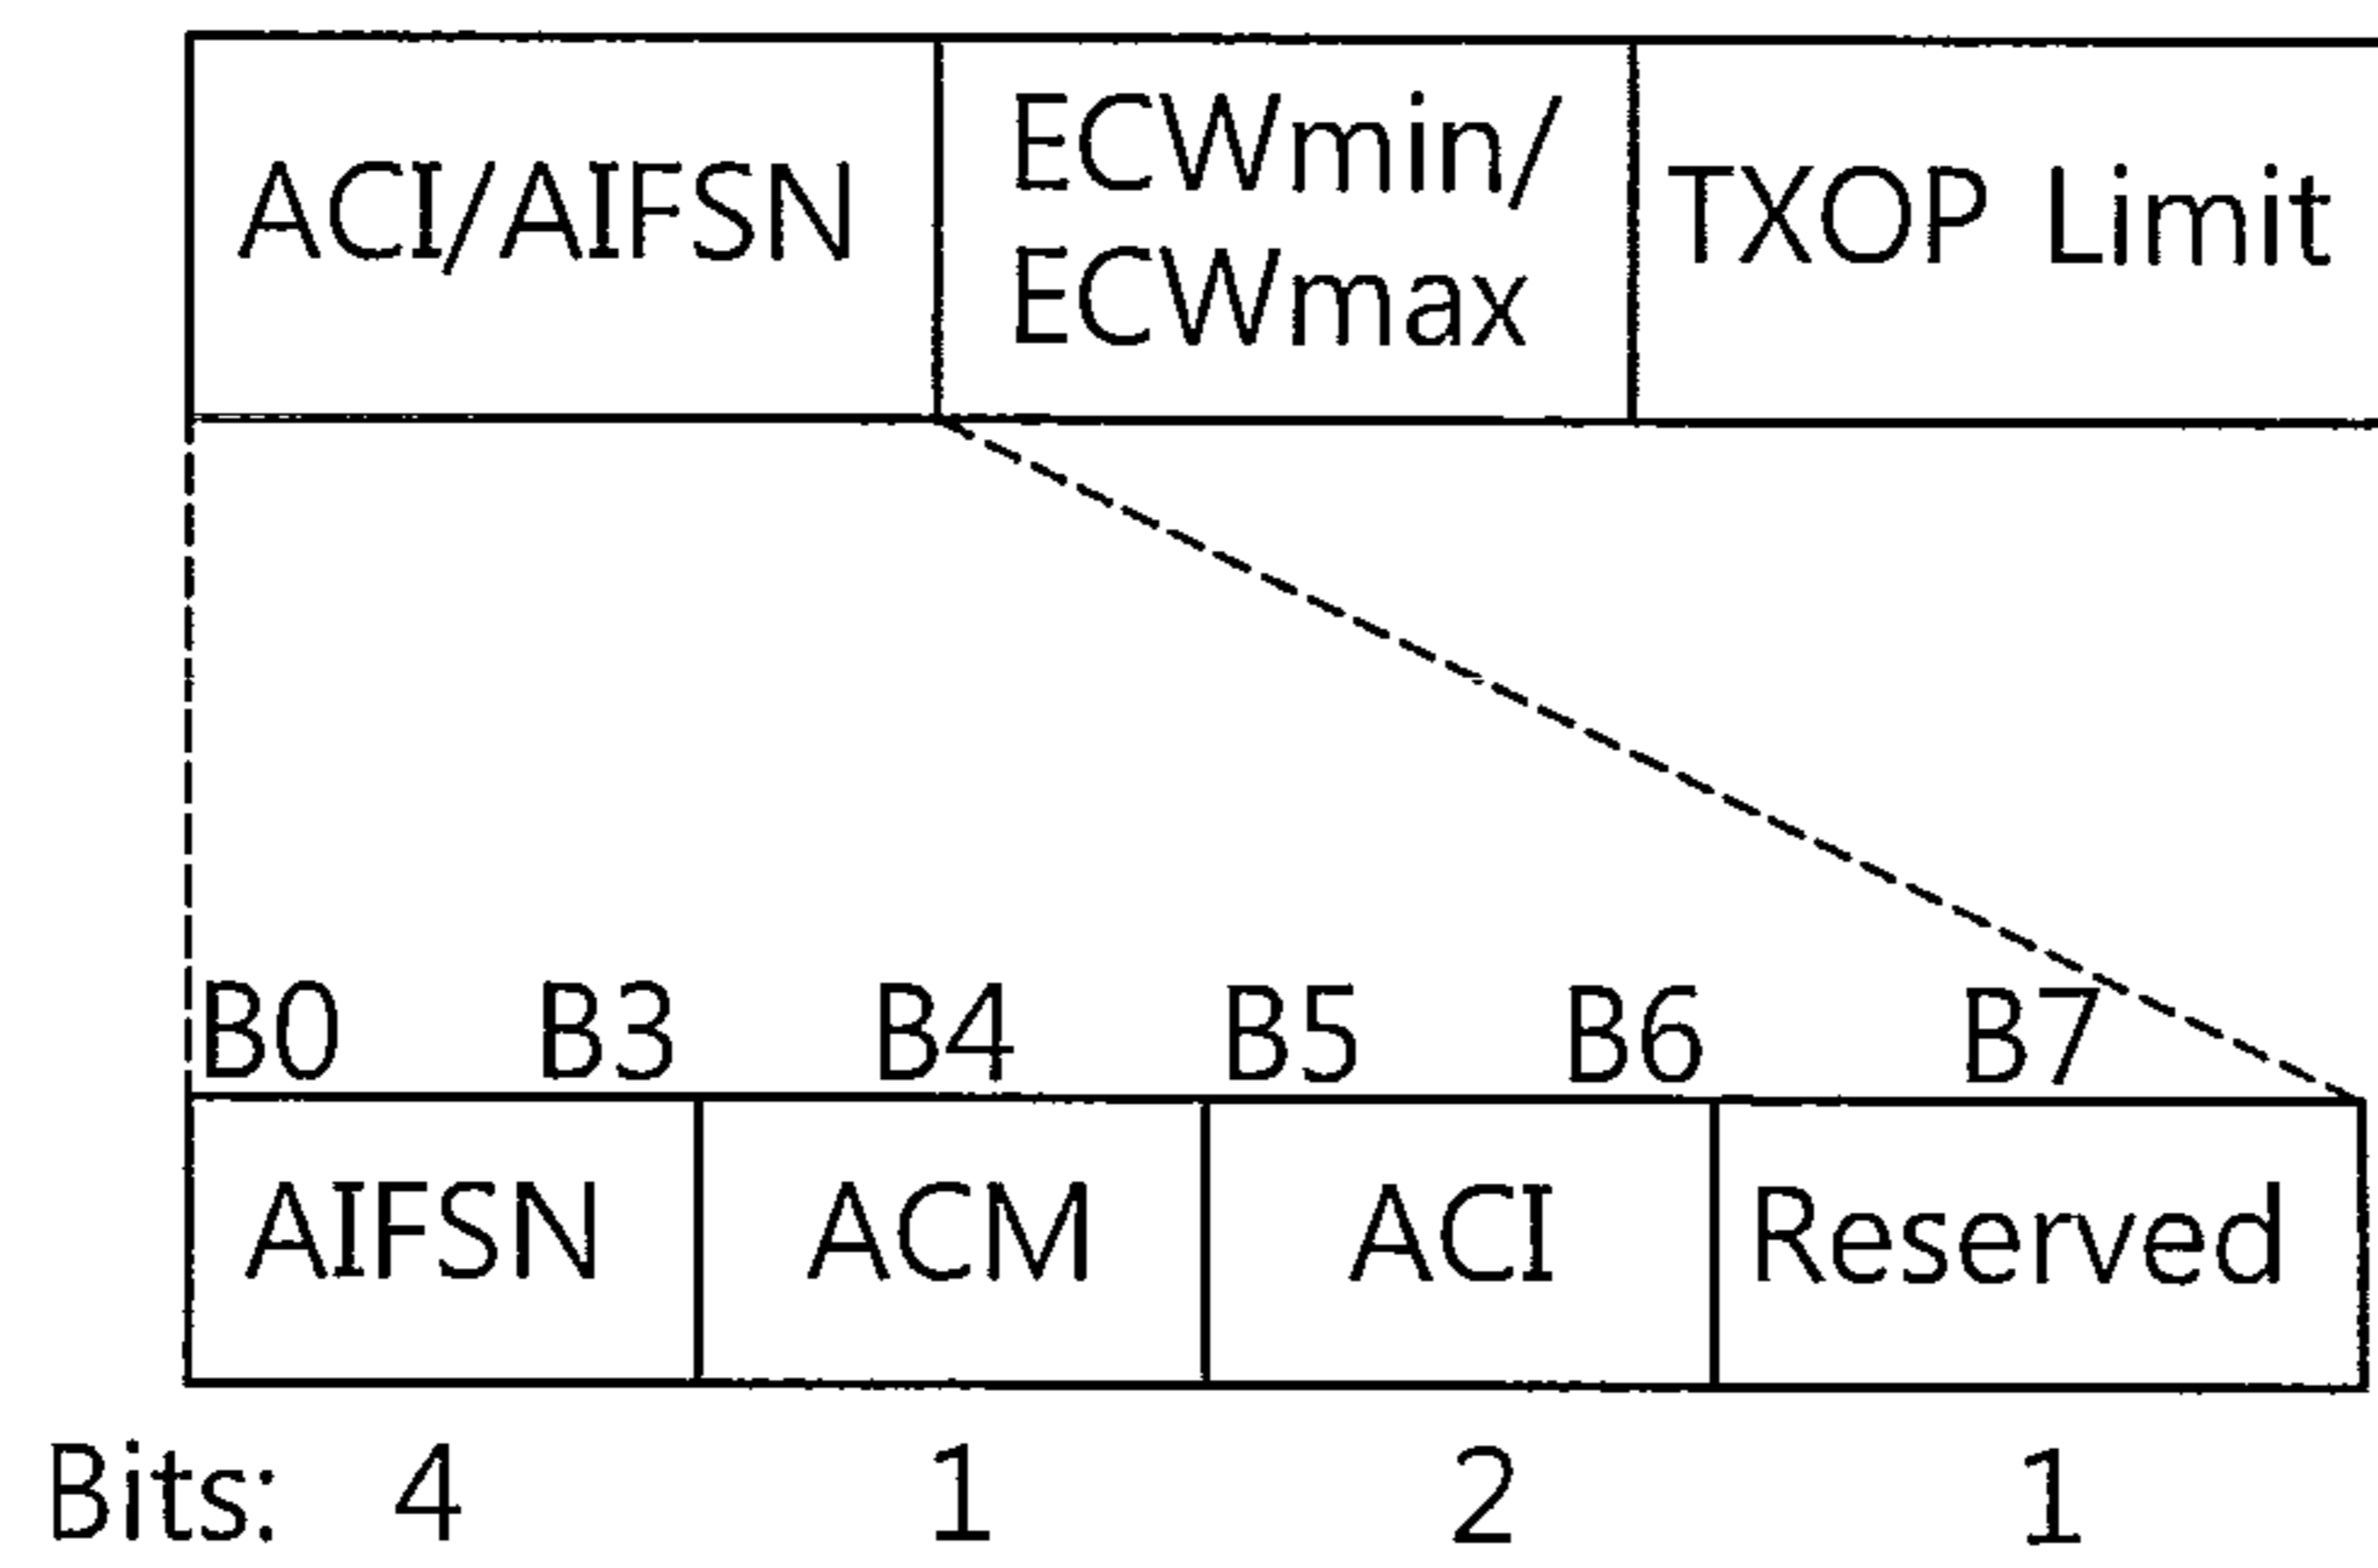 ACI/AIFSN
ECWmin/
ECWmax
TXOP Limit
B0 B3 B4 B5 B6 B7
AIFSN ACM ACI Reserved
Bits: 4 1 2 1